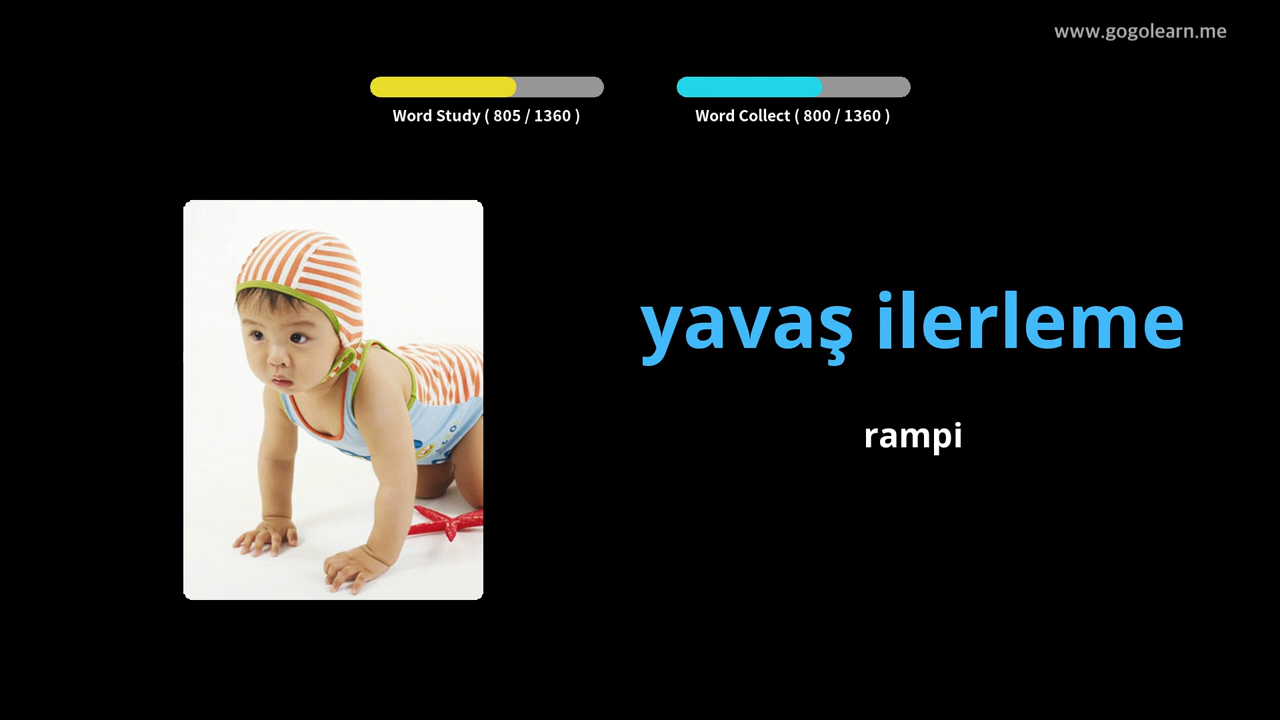 www.gogolearn.me
Word Study ( 805 / 1360 )
Word Collect ( 800 / 1360 )
yavaş ilerleme
rampi